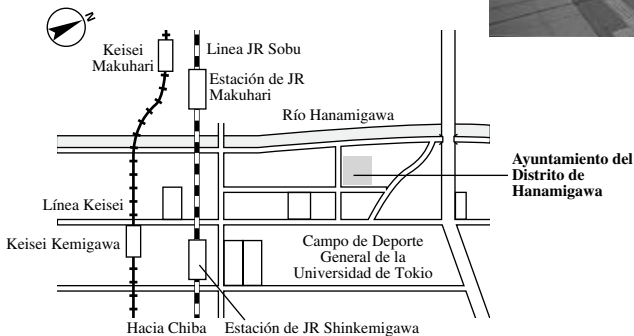 N
Keisei
Makuhari
Linea JR Sobu
Estación de JR
Makuhari
Río Hanamigawa
Ayuntamiento del
Distrito de
Hanamigawa
Línea Keisei
Keisei Kemigawa
Campo de Deporte
General de la
Universidad de Tokio
Hacia Chiba
Estación de JR Shinkemigawa